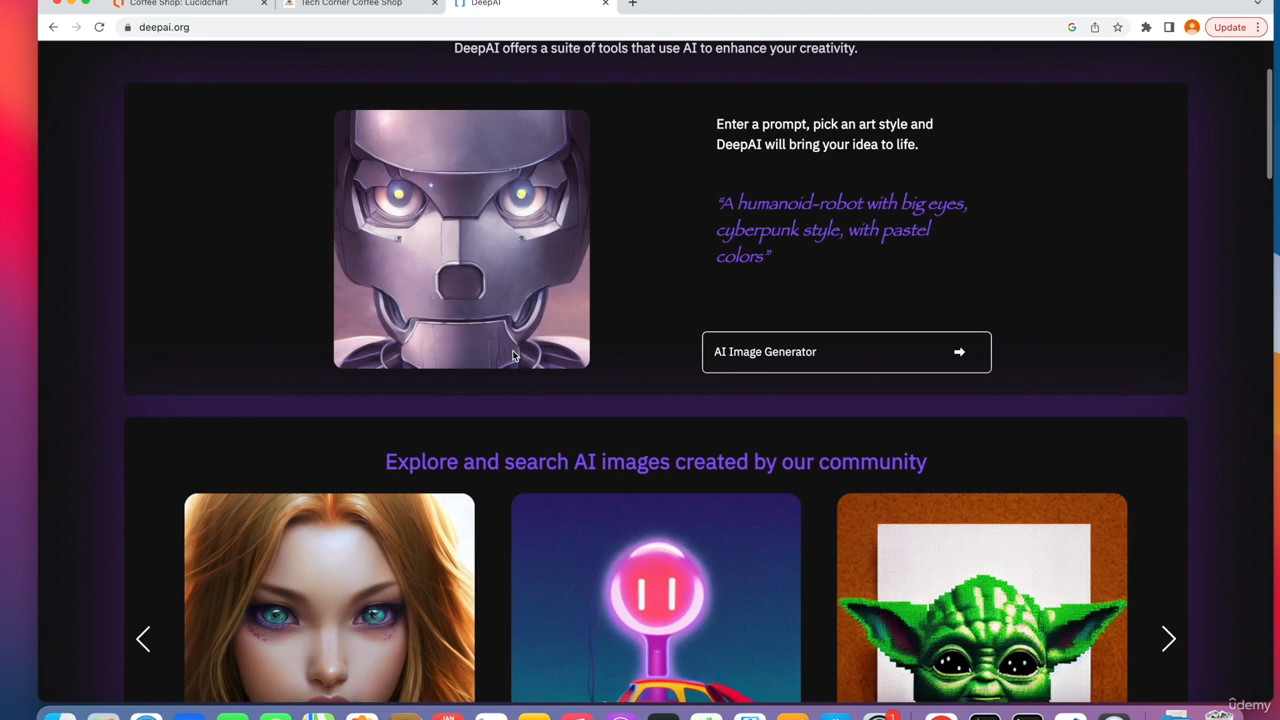 Coffee Shop: Lucidchart
Tech Corner Coffee Shop
DeepAI
deepai.org
Update
DeepAI offers a suite of tools that use AI to enhance your creativity.
Enter a prompt, pick an art style and
DeepAI will bring your idea to life.
“A humanoid-robot with big eyes,
cyberpunk style, with pastel
colors”
AI Image Generator
Explore and search AI images created by our community
JAN
1
udemy